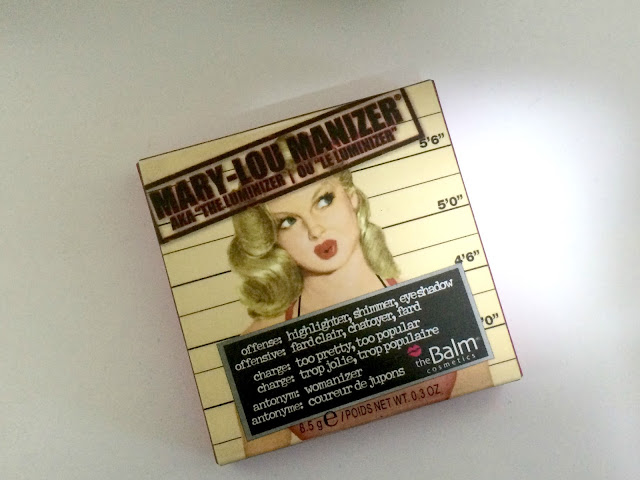 MARY-LOU MANIZER®
AKA "THE LUMINIZER" / OU "LE LUMINIZER"
5'6"
5'0"
4'6"
'0"
offense: highlighter, shimmer, eyeshadow
offensive: fard clair, chatoyer, fard
charge: too pretty, too popular
charge: trop jolie, trop populaire
antonym: womanizer
antonyme: coureur de jupons
theBalm®
cosmetics
8.5 g℮/POIDS NET WT. 0.3 OZ.